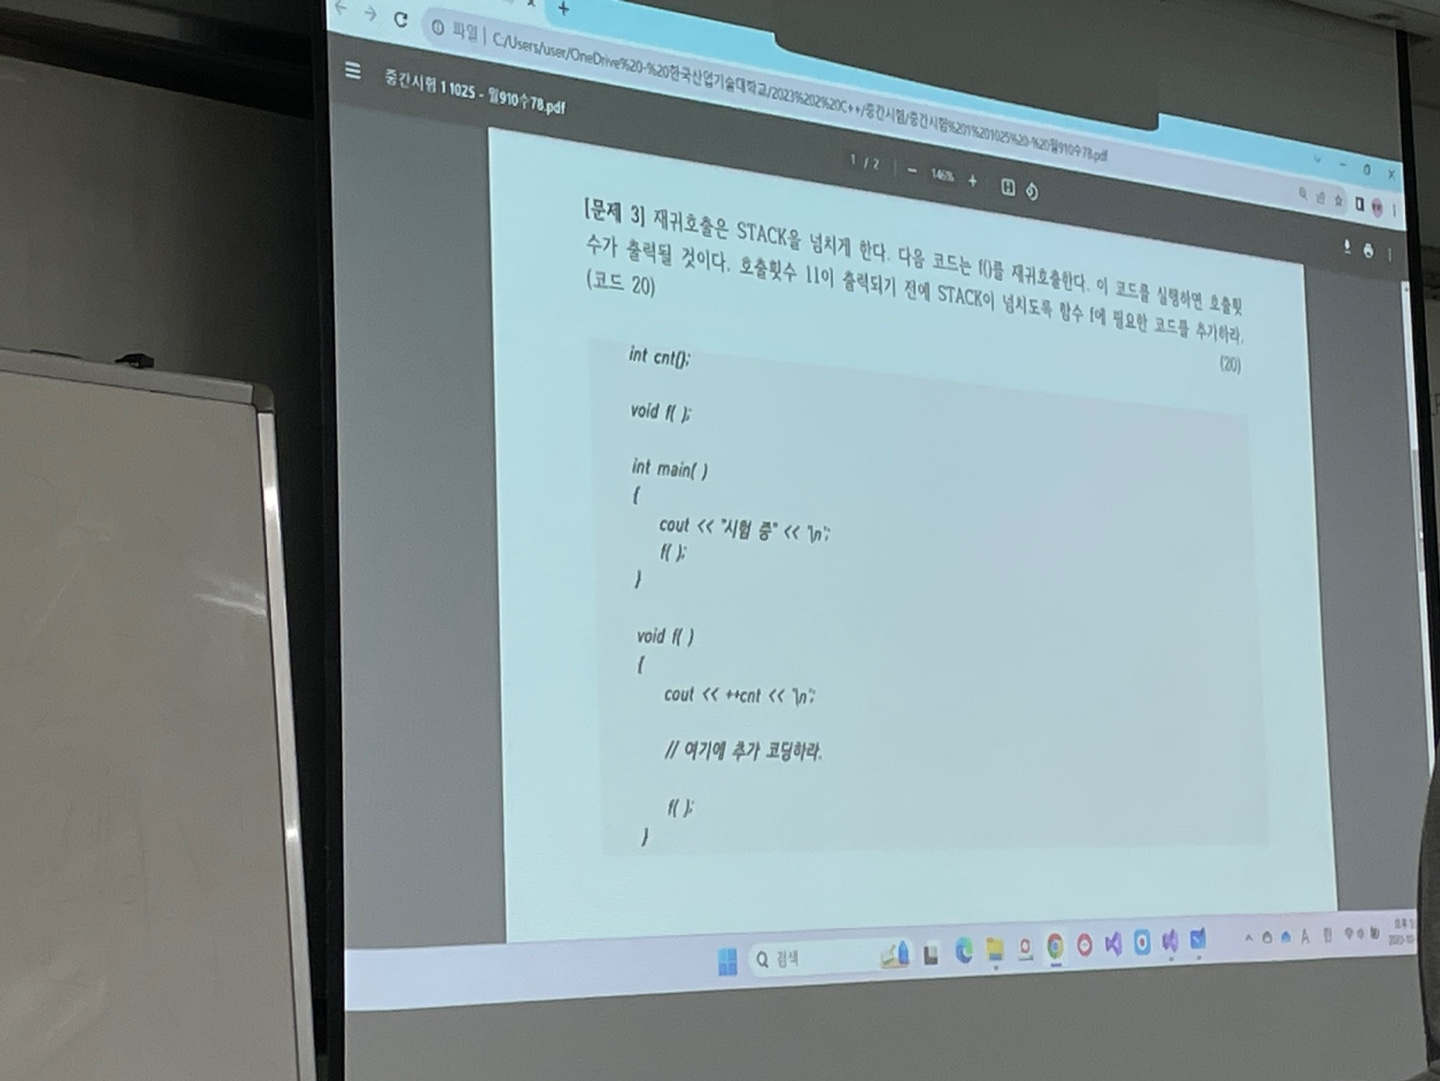 파일 | C:/Users/user/OneDrive%20-%20한국산업기술대학교/2023%202%20C++/중간시험/중간시험%201%201025%20-%20월910수78.pdf
중간시험 1 1025 - 월910수78.pdf
1 / 2 | − 146% +
[문제 3] 재귀호출은 STACK을 넘치게 한다. 다음 코드는 f()를 재귀호출한다. 이 코드를 실행하면 호출횟
수가 출력될 것이다. 호출횟수 11이 출력되기 전에 STACK이 넘치도록 함수 f에 필요한 코드를 추가하라.
(코드 20)
(20)
int cnt{};
void f( );
int main( )
{
cout << "시험 중" << '\n';
f( );
}
void f( )
{
cout << ++cnt << '\n';
// 여기에 추가 코딩하라.
f( );
}
검색
A